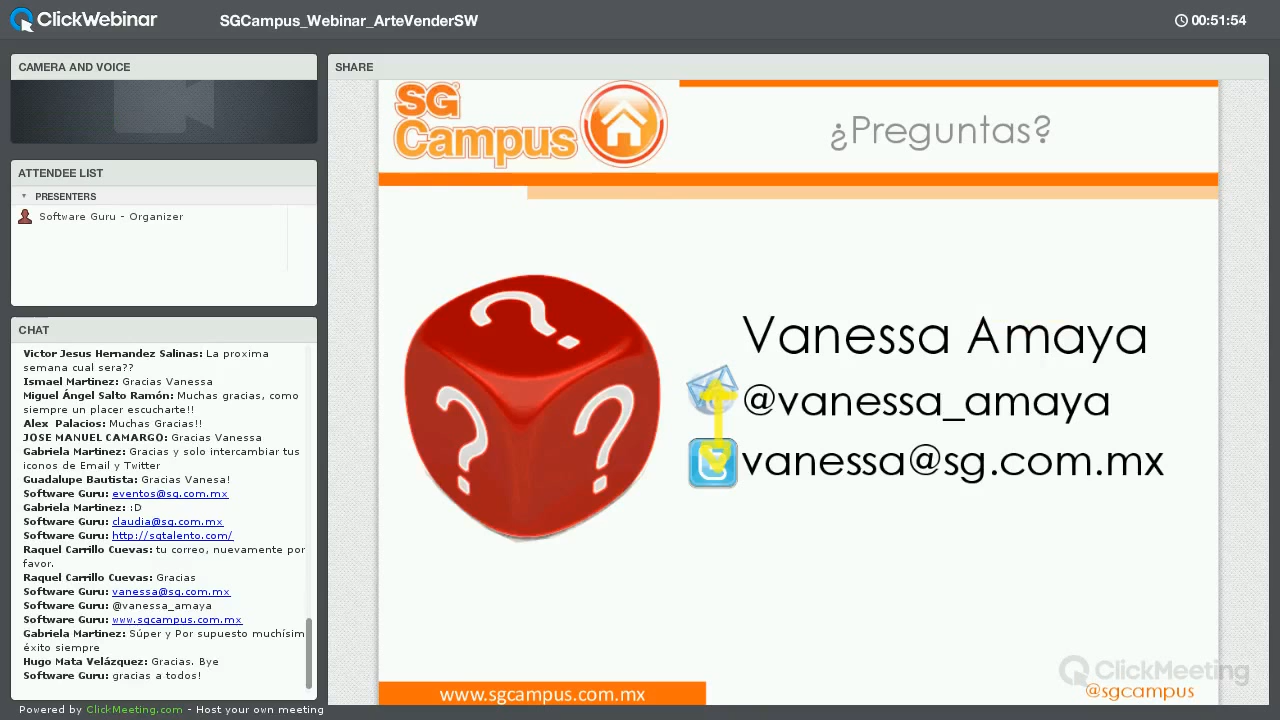 ClickWebinar
SGCampus_Webinar_ArteVenderSW
00:51:54
CAMERA AND VOICE
ATTENDEE LIST
PRESENTERS
Software Guru - Organizer
CHAT
Victor Jesus Hernandez Salinas: La proxima
semana cual sera??
Ismael Martinez: Gracias Vanessa
Miguel Ángel Salto Ramón: Muchas gracias, como
siempre un placer escucharte!!
Alex Palacios: Muchas Gracias!!
JOSE MANUEL CAMARGO: Gracias Vanessa
Gabriela Martinez: Gracias y solo intercambiar tus
iconos de Email y Twitter
Guadalupe Bautista: Gracias Vanesa!
Software Guru: eventos@sg.com.mx
Gabriela Martinez: :D
Software Guru: claudia@sg.com.mx
Software Guru: http://sgtalento.com/
Raquel Carrillo Cuevas: tu correo, nuevamente por
favor.
Raquel Carrillo Cuevas: Gracias
Software Guru: vanessa@sg.com.mx
Software Guru: @vanessa_amaya
Software Guru: www.sgcampus.com.mx
Gabriela Martinez: Súper y Por supuesto muchísim
éxito a ti
Hugo Vazquez: Gracias. Bye
Software Guru: gracias a todos!
Powered by ClickMeeting.com - Host your own meeting
SHARE
SG
Campus
¿Preguntas?
Vanessa Amaya
@vanessa_amaya
vanessa@sg.com.mx
ClickMeeting
www.sgcampus.com.mx
@sgcampus